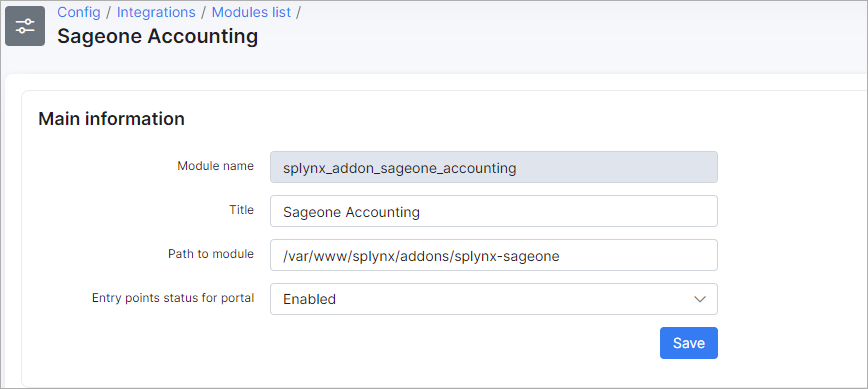 Config / Integrations / Modules list /
Sageone Accounting
Main information
Module name splynx_addon_sageone_accounting
Title Sageone Accounting
Path to module /var/www/splynx/addons/splynx-sageone
Entry points status for portal Enabled
Save